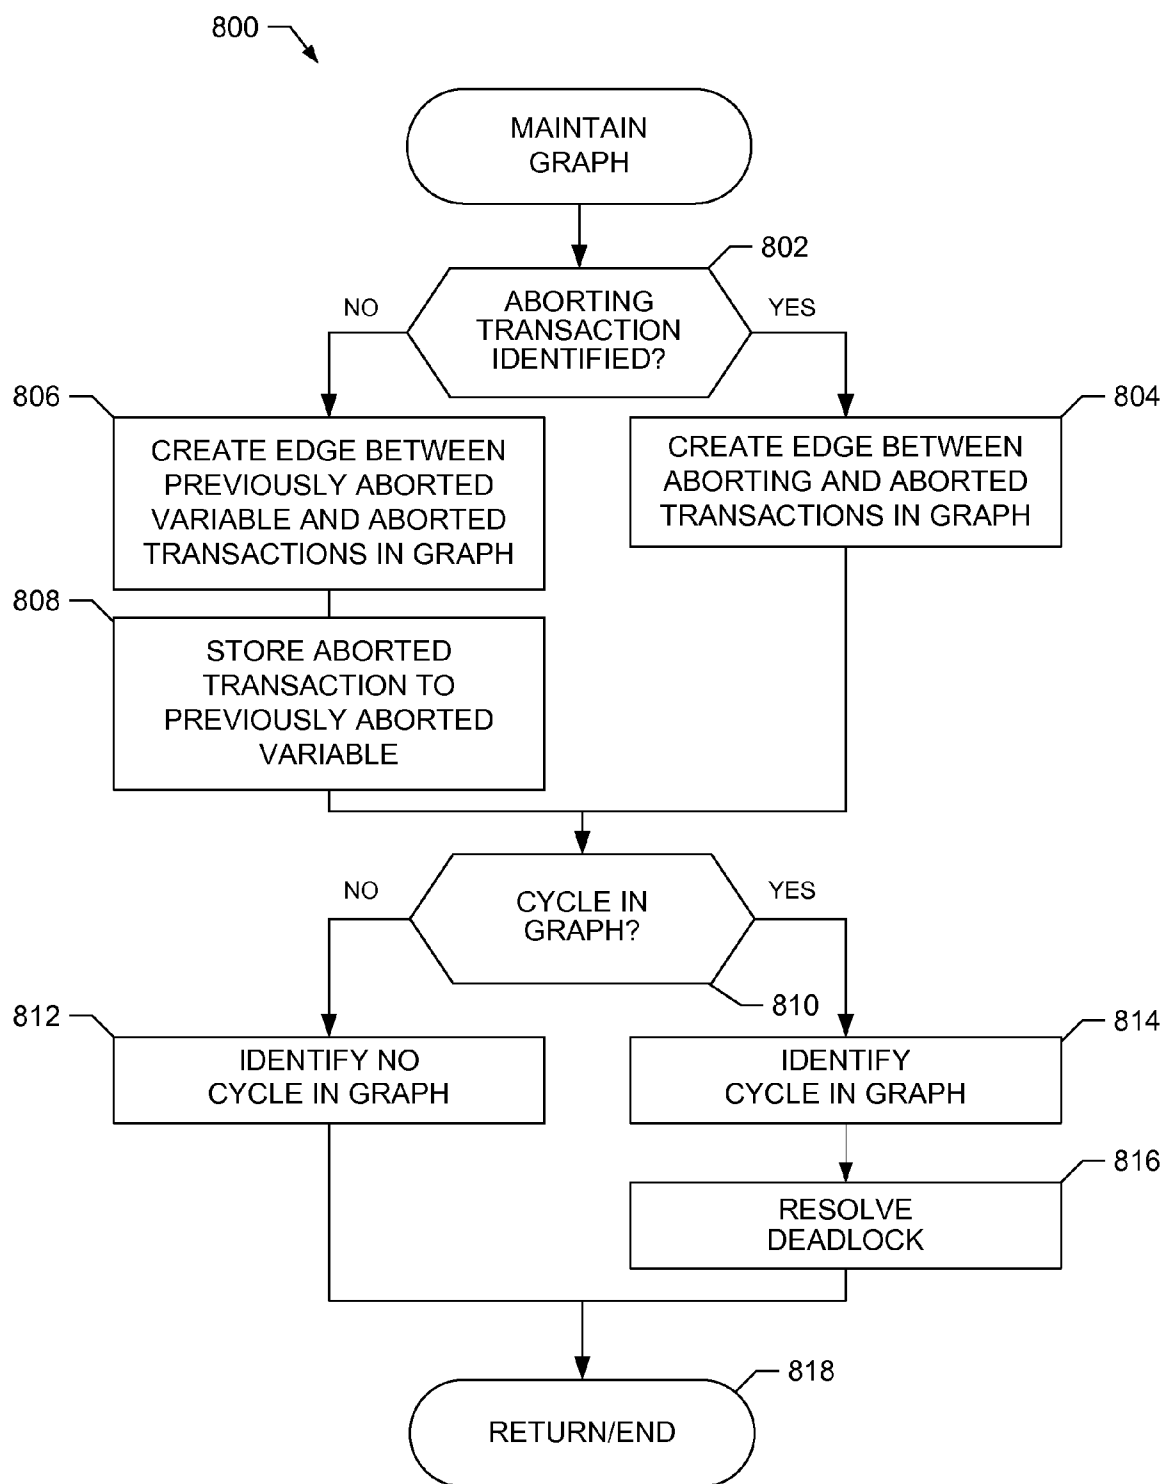 800
MAINTAIN
GRAPH
802
NO
ABORTING
TRANSACTION
IDENTIFIED?
YES
806
804
CREATE EDGE BETWEEN
PREVIOUSLY ABORTED
VARIABLE AND ABORTED
TRANSACTIONS IN GRAPH
CREATE EDGE BETWEEN
ABORTING AND ABORTED
TRANSACTIONS IN GRAPH
808
STORE ABORTED
TRANSACTION TO
PREVIOUSLY ABORTED
VARIABLE
NO
CYCLE IN
GRAPH?
YES
810
812
814
IDENTIFY NO
CYCLE IN GRAPH
IDENTIFY
CYCLE IN GRAPH
816
RESOLVE
DEADLOCK
818
RETURN/END